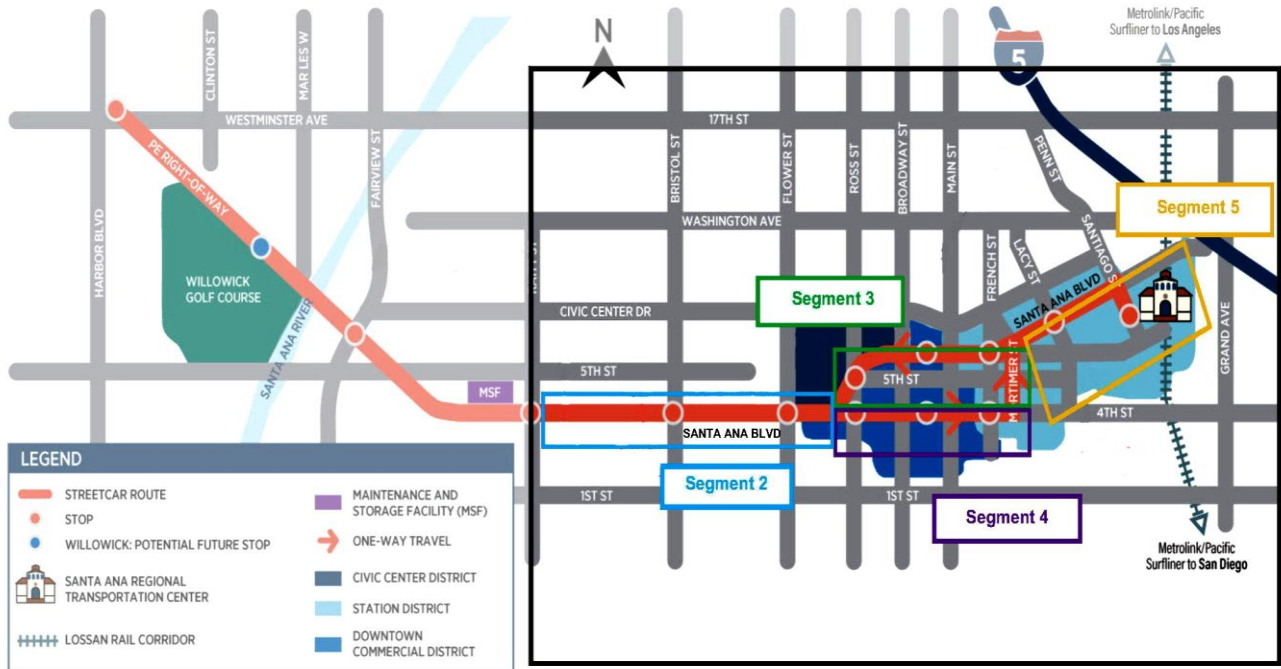 Metrolink/Pacific
Surfliner to Los Angeles
N
5
CLINTON ST
WESTMINSTER AVE
17TH ST
PE RIGHT-OF-WAY
HARBOR BLVD
FAIRVIEW ST
BRISTOL ST
FLOWER ST
ROSS ST
BROADWAY ST
MAIN ST
PENN ST
WASHINGTON AVE
Segment 5
SANTIAGO S
LACY ST
FRENCH ST
WILLOWICK
GOLF COURSE
SANTA ANA RIVER
Segment 3
CIVIC CENTER DR
SANTA ANA BLVD
GRAND AVE
5TH ST
5TH ST
MORTIMER ST
MSF
4TH ST
SANTA ANA BLVD
Segment 2
1ST ST
1ST ST
Segment 4
Metrolink/Pacific
Surfliner to San Diego
LEGEND
STREETCAR ROUTE
STOP
WILLOWICK: POTENTIAL FUTURE STOP
SANTA ANA REGIONAL
TRANSPORTATION CENTER
LOSSAN RAIL CORRIDOR
MAINTENANCE AND
STORAGE FACILITY (MSF)
ONE-WAY TRAVEL
CIVIC CENTER DISTRICT
STATION DISTRICT
DOWNTOWN
COMMERCIAL DISTRICT